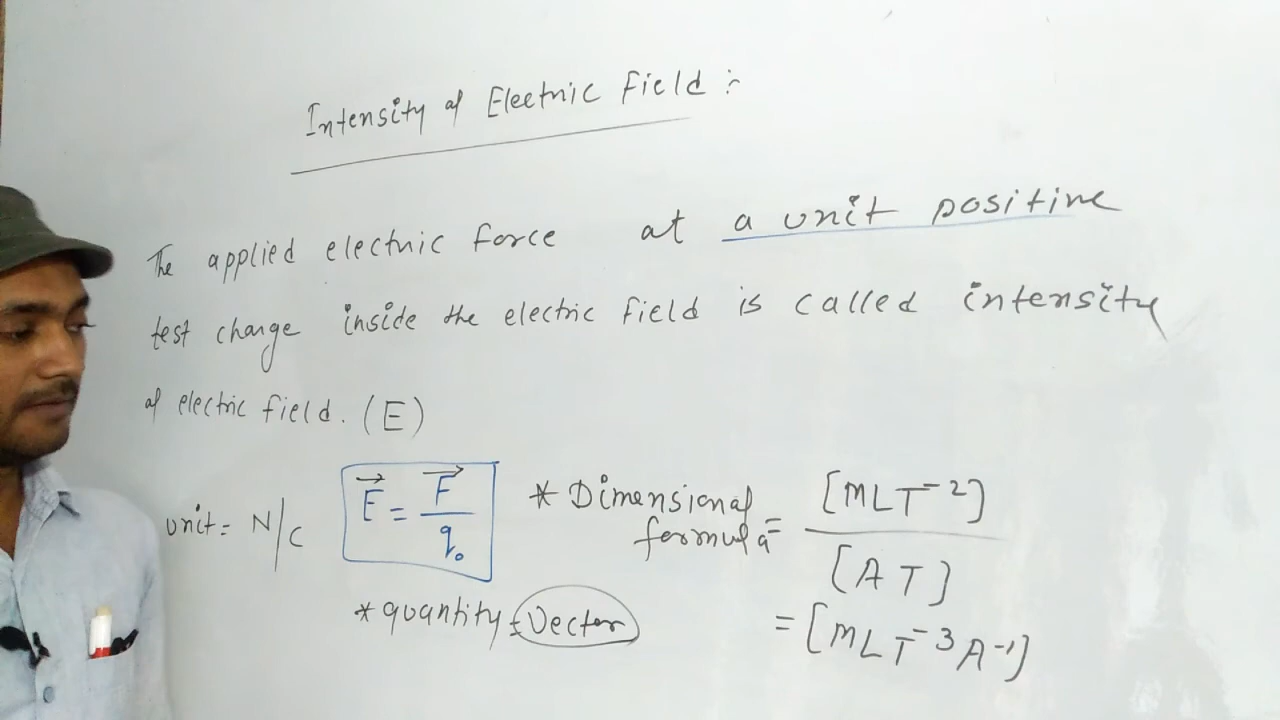 Intensity of Electric Field :-
The applied electric force at a unit positive
test charge inside the electric field is called intensity
of electric field. (E)
unit = N/C
E⃗ = F⃗ / q₀
* Dimensional formula = [MLT⁻²] / [AT]
= [MLT⁻³A⁻¹]
* quantity = Vector